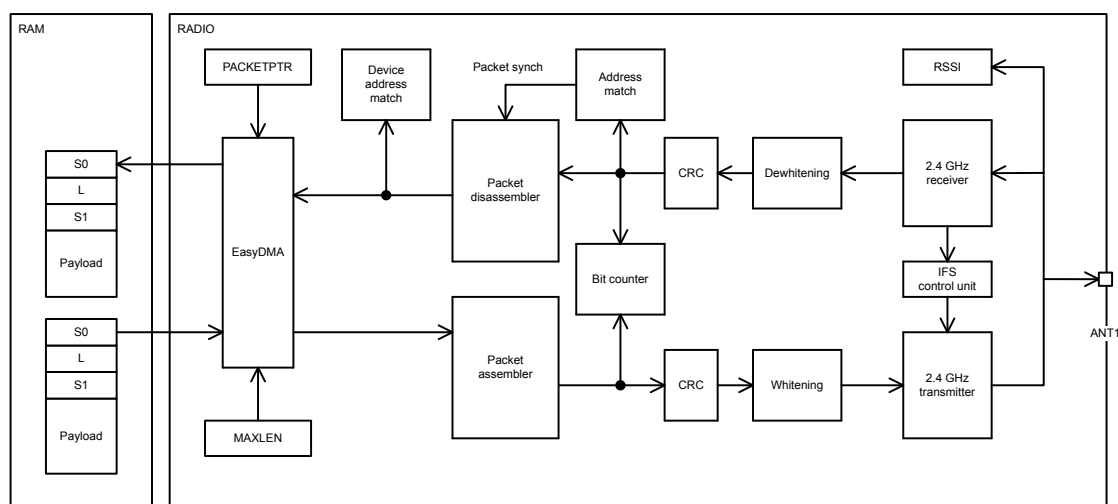 RAM
RADIO
PACKETPTR
Device
address
match
Packet synch
Address
match
RSSI
S0
L
S1
Payload
EasyDMA
Packet
disassembler
CRC
Dewhitening
2.4 GHz
receiver
Bit counter
IFS
control unit
ANT1
S0
L
S1
Payload
Packet
assembler
CRC
Whitening
2.4 GHz
transmitter
MAXLEN